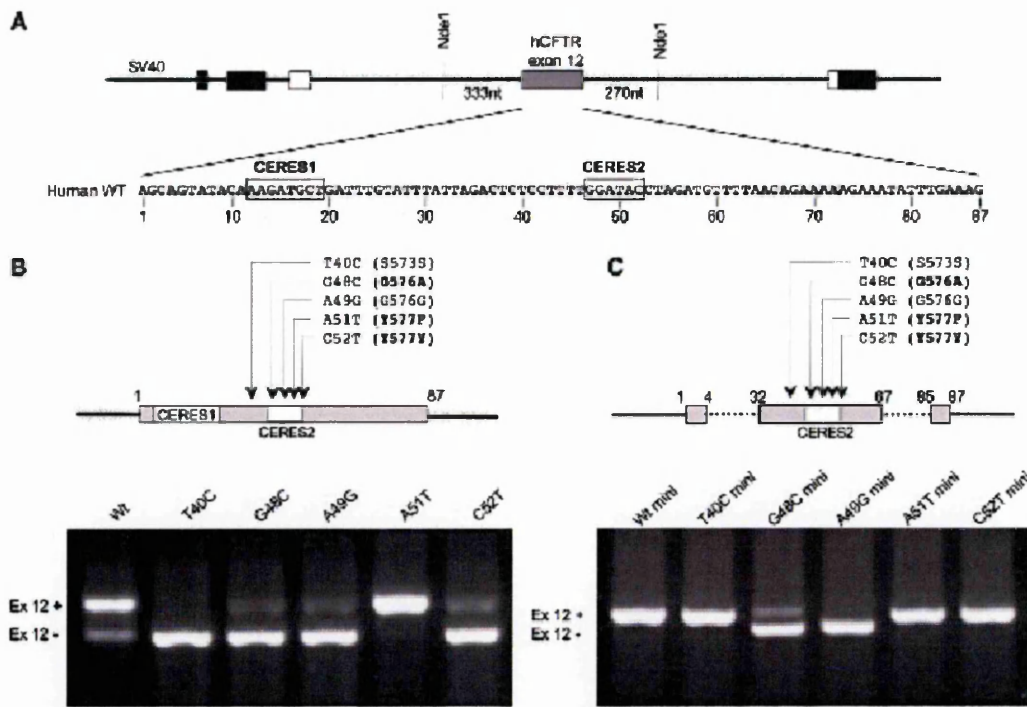 A
SV40
Nde1
hCFTR
exon 12
Nde1
333nt
270nt
CERES1
CERES2
Human WT
AGCAGTATACAAAGATGCTGATTTGTATTTATTAGACTCTCCTTTTGGATACCTAGATGTTTTAACAGAAAAAGAAATATTTGAAAG
1 10 20 30 40 50 60 70 80 87
B
T40C (S573S)
G48C (G576A)
A49G (G576G)
A51T (Y577F)
C52T (Y577Y)
1
87
CERES1
CERES2
Wt T40C G48C A49G A51T C52T
Ex 12 +
Ex 12 -
C
T40C (S573S)
G48C (G576A)
A49G (G576G)
A51T (Y577F)
C52T (Y577Y)
1 4 32 67 85 87
CERES2
Wt mini T40C mini G48C mini A49G mini A51T mini C52T mini
Ex 12 +
Ex 12 -